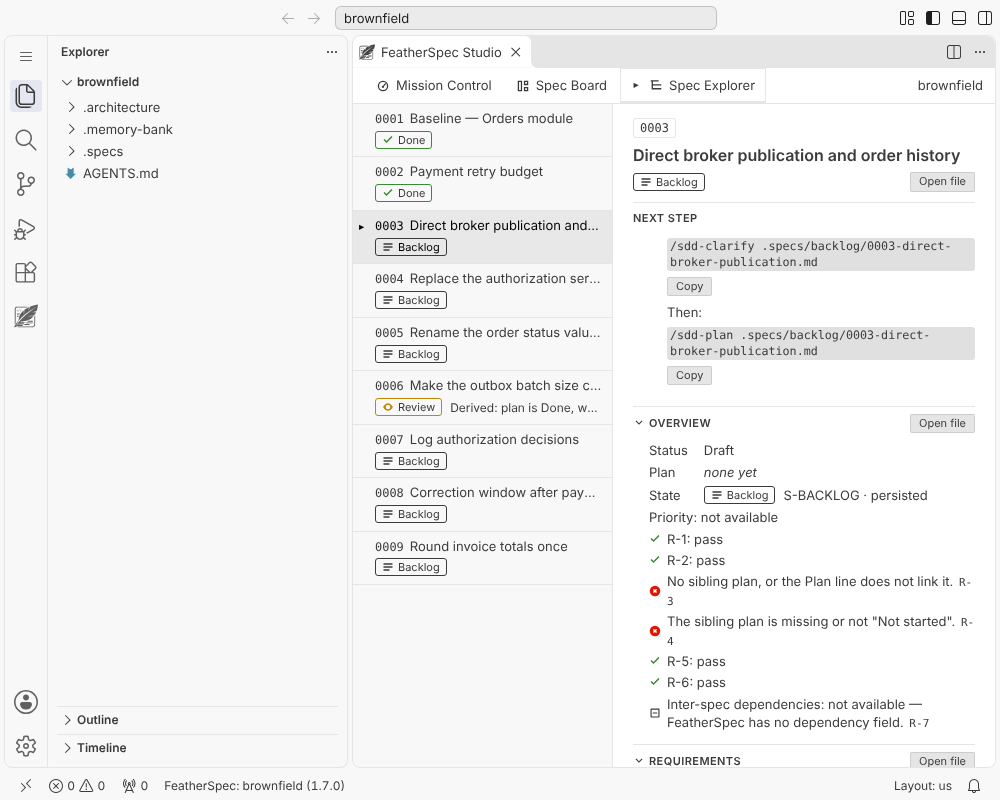 brownfield
Explorer
brownfield
.architecture
.memory-bank
.specs
AGENTS.md
Outline
Timeline
FeatherSpec Studio
Mission Control
Spec Board
Spec Explorer
brownfield
0001 Baseline — Orders module
Done
0002 Payment retry budget
Done
0003 Direct broker publication and...
Backlog
0004 Replace the authorization ser...
Backlog
0005 Rename the order status valu...
Backlog
0006 Make the outbox batch size c...
Review Derived: plan is Done, w...
0007 Log authorization decisions
Backlog
0008 Correction window after pay...
Backlog
0009 Round invoice totals once
Backlog
0003
Direct broker publication and order history
Backlog Open file
NEXT STEP
/sdd-clarify .specs/backlog/0003-direct-
broker-publication.md
Copy
Then:
/sdd-plan .specs/backlog/0003-direct-
broker-publication.md
Copy
OVERVIEW Open file
Status Draft
Plan none yet
State Backlog S-BACKLOG · persisted
Priority: not available
R-1: pass
R-2: pass
No sibling plan, or the Plan line does not link it. R-
3
The sibling plan is missing or not "Not started". R-
4
R-5: pass
R-6: pass
Inter-spec dependencies: not available —
FeatherSpec has no dependency field. R-7
REQUIREMENTS Open file
0 0 0 FeatherSpec: brownfield (1.7.0) Layout: us